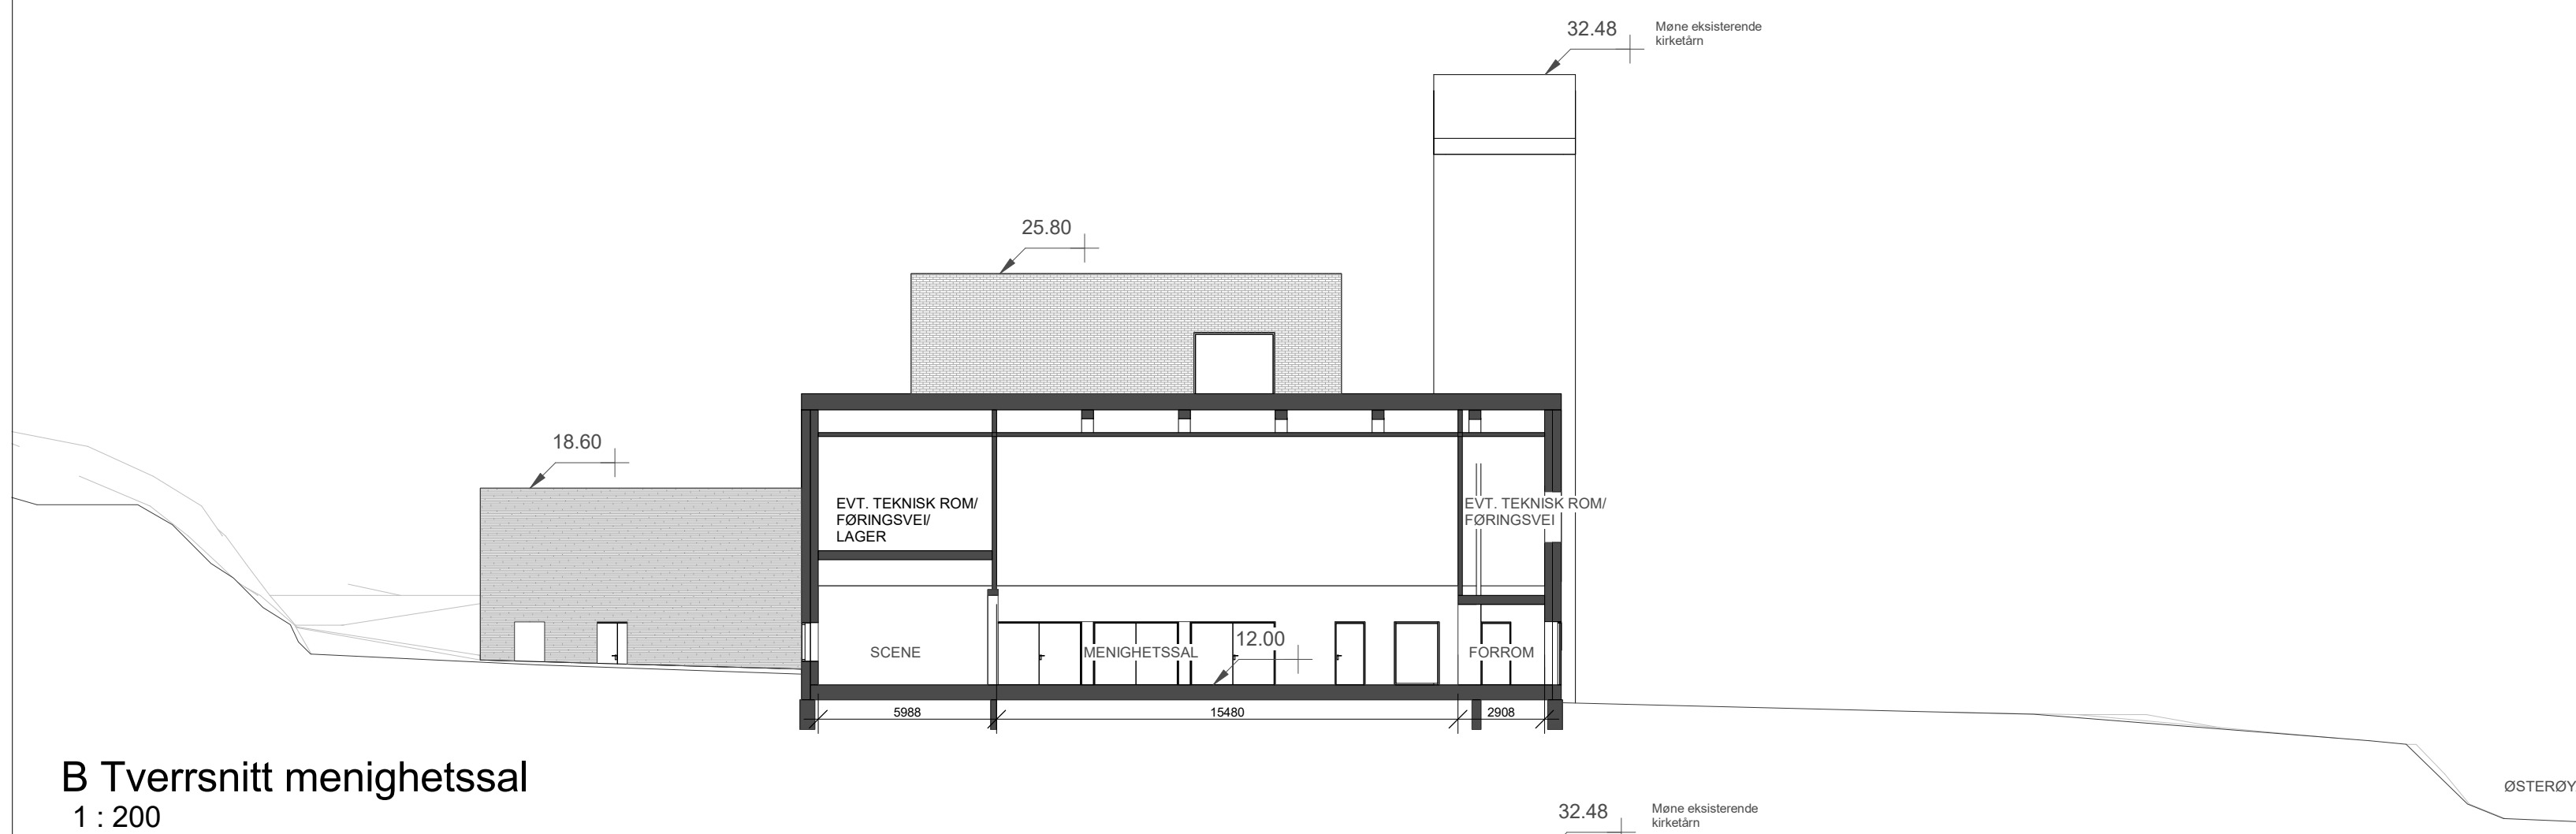 32.48
Møne eksisterende
kirketårn
25.80
18.60
EVT. TEKNISK ROM/
FØRINGSVEI/
LAGER
EVT. TEKNISK ROM/
FØRINGSVEI
12.00
SCENE
MENIGHETSSAL
FORROM
5988
15480
2908
B Tverrsnitt menighetssal
1 : 200
ØSTERØY
32.48
Møne eksisterende
kirketårn